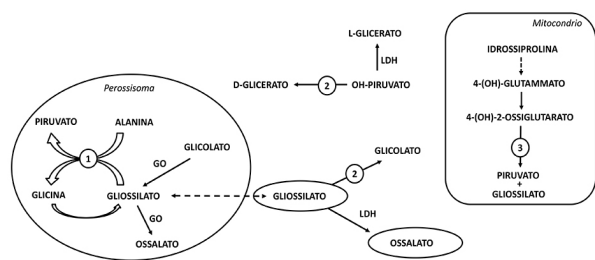 Perossisoma
PIRUVATO
ALANINA
1
GLICINA
GLIOSSILATO
GO
GLICOLATO
GO
OSSALATO
L-GLICERATO
LDH
D-GLICERATO
2
OH-PIRUVATO
GLIOSSILATO
2
GLICOLATO
LDH
OSSALATO
Mitocondrio
IDROSSIPROLINA
4-(OH)-GLUTAMMATO
4-(OH)-2-OSSIGLUTARATO
3
PIRUVATO
+
GLIOSSILATO